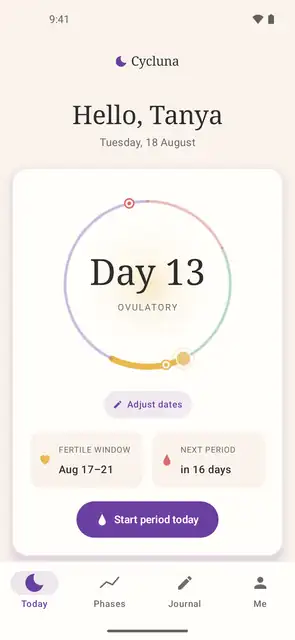 9:41
Cycluna
Hello, Tanya
Tuesday, 18 August
Day 13
OVULATORY
Adjust dates
FERTILE WINDOW
Aug 17–21
NEXT PERIOD
in 16 days
Start period today
Today
Phases
Journal
Me